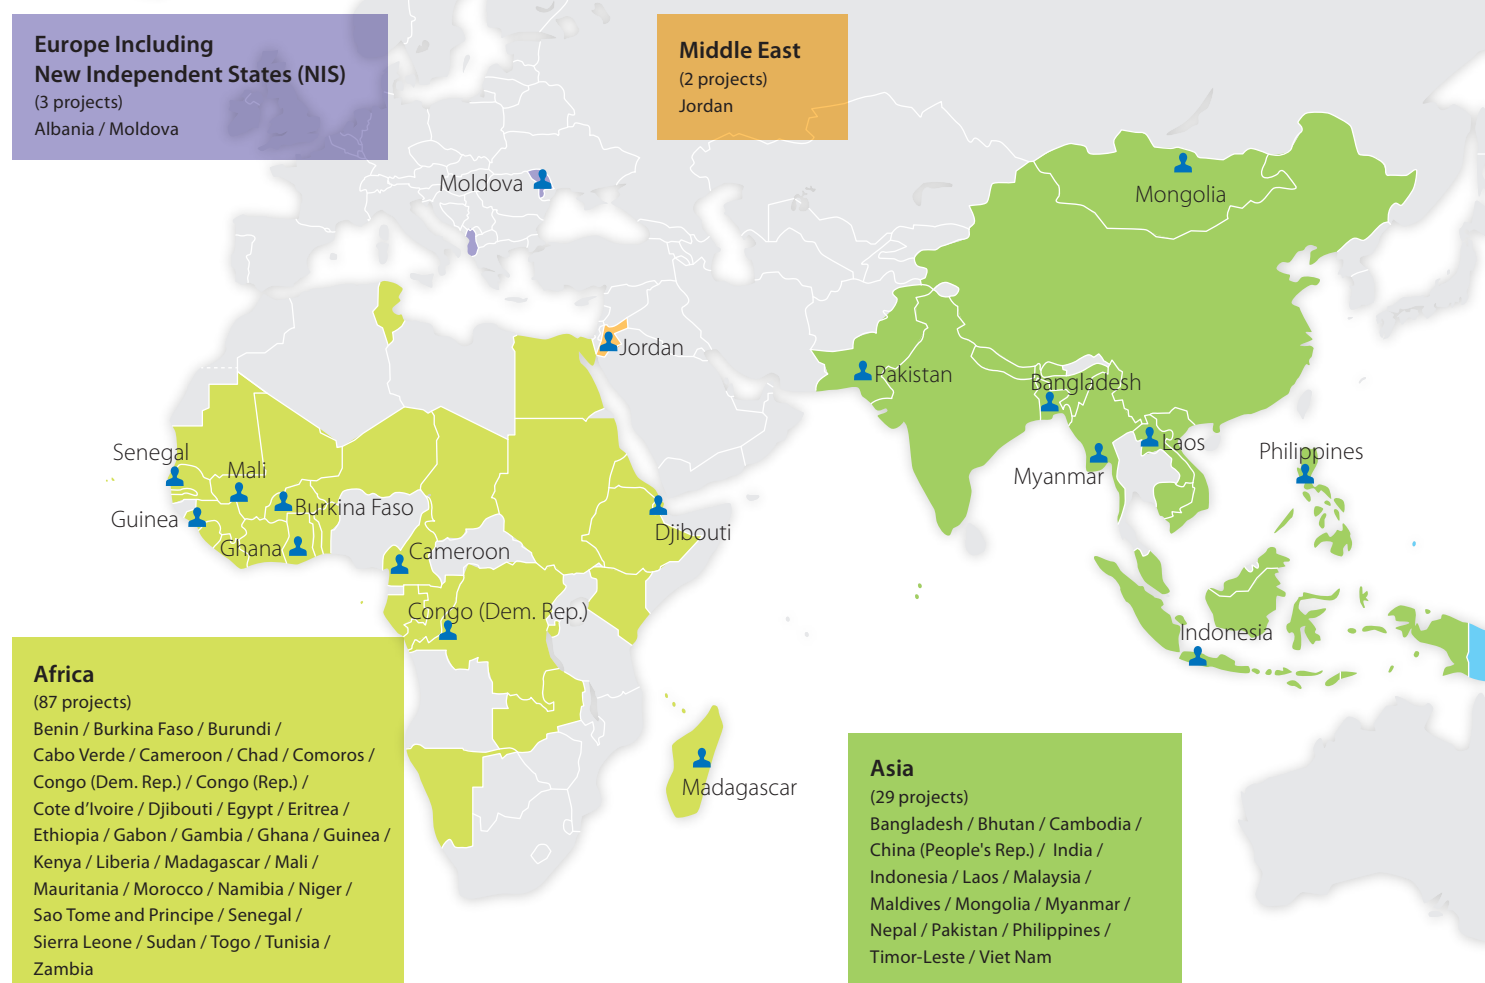 Europe Including
New Independent States (NIS)
(3 projects)
Albania / Moldova
Middle East
(2 projects)
Jordan
Moldova
Mongolia
Jordan
Pakistan
Bangladesh
Senegal
Mali
Laos
Philippines
Myanmar
Burkina Faso
Guinea
Djibouti
Ghana
Cameroon
Congo (Dem. Rep.)
Indonesia
Madagascar
Africa
(87 projects)
Benin / Burkina Faso / Burundi /
Cabo Verde / Cameroon / Chad / Comoros /
Congo (Dem. Rep.) / Congo (Rep.) /
Cote d’Ivoire / Djibouti / Egypt / Eritrea /
Ethiopia / Gabon / Gambia / Ghana / Guinea /
Kenya / Liberia / Madagascar / Mali /
Mauritania / Morocco / Namibia / Niger /
Sao Tome and Principe / Senegal /
Sierra Leone / Sudan / Togo / Tunisia /
Zambia
Asia
(29 projects)
Bangladesh / Bhutan / Cambodia /
China (People's Rep.) / India /
Indonesia / Laos / Malaysia /
Maldives / Mongolia / Myanmar /
Nepal / Pakistan / Philippines /
Timor-Leste / Viet Nam